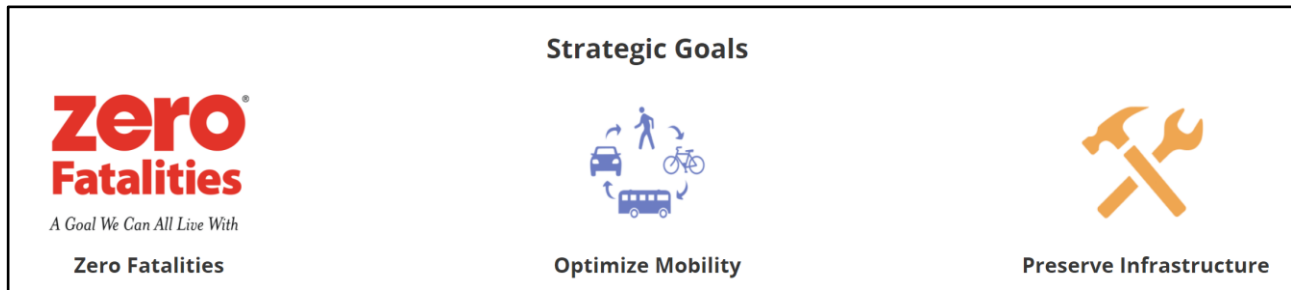 Strategic Goals
zero®
Fatalities
A Goal We Can All Live With
Zero Fatalities
Optimize Mobility
Preserve Infrastructure